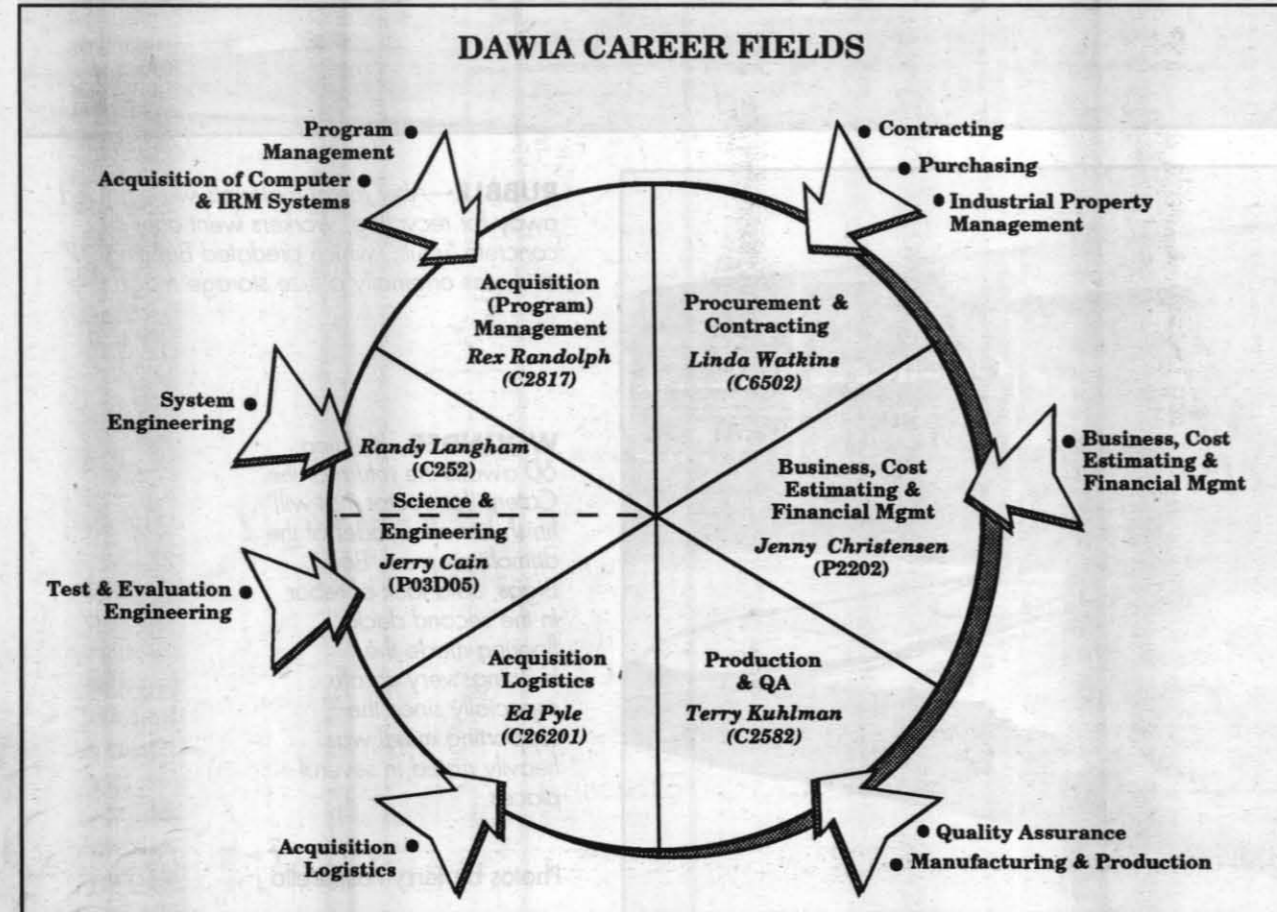 DAWIA CAREER FIELDS
Program
Management
Acquisition of Computer
& IRM Systems
Contracting
Purchasing
Industrial Property
Management
Acquisition
(Program)
Management
Rex Randolph
(C2817)
Procurement &
Contracting
Linda Watkins
(C6502)
System
Engineering
Randy Langham
(C252)
Science &
Engineering
Jerry Cain
(P03D05)
Business, Cost
Estimating &
Financial Mgmt
Jenny Christensen
(P2202)
Business, Cost
Estimating &
Financial Mgmt
Test & Evaluation
Engineering
Acquisition
Logistics
Ed Pyle
(C26201)
Production
& QA
Terry Kuhlman
(C2582)
Acquisition
Logistics
Quality Assurance
Manufacturing & Production